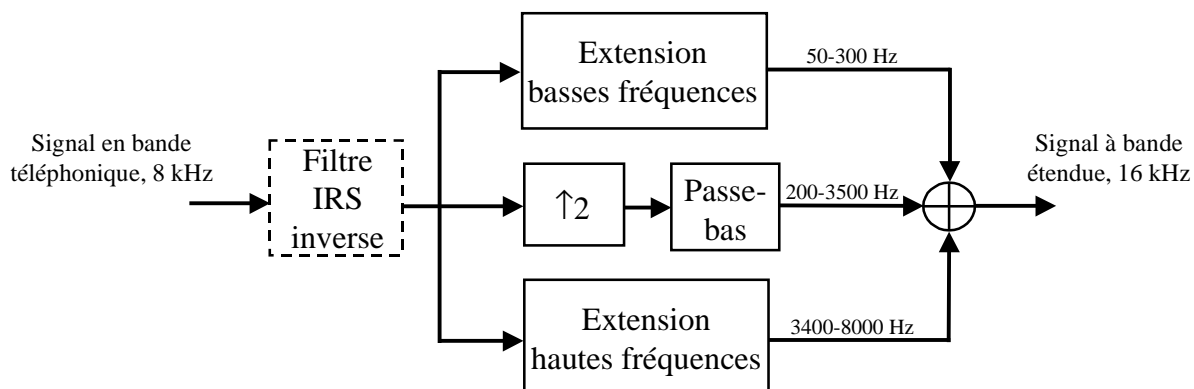 Extension
basses fréquences
50-300 Hz
Signal en bande
téléphonique, 8 kHz
Filtre
IRS
inverse
↑2
Passe-
bas
200-3500 Hz
Signal à bande
étendue, 16 kHz
Extension
hautes fréquences
3400-8000 Hz